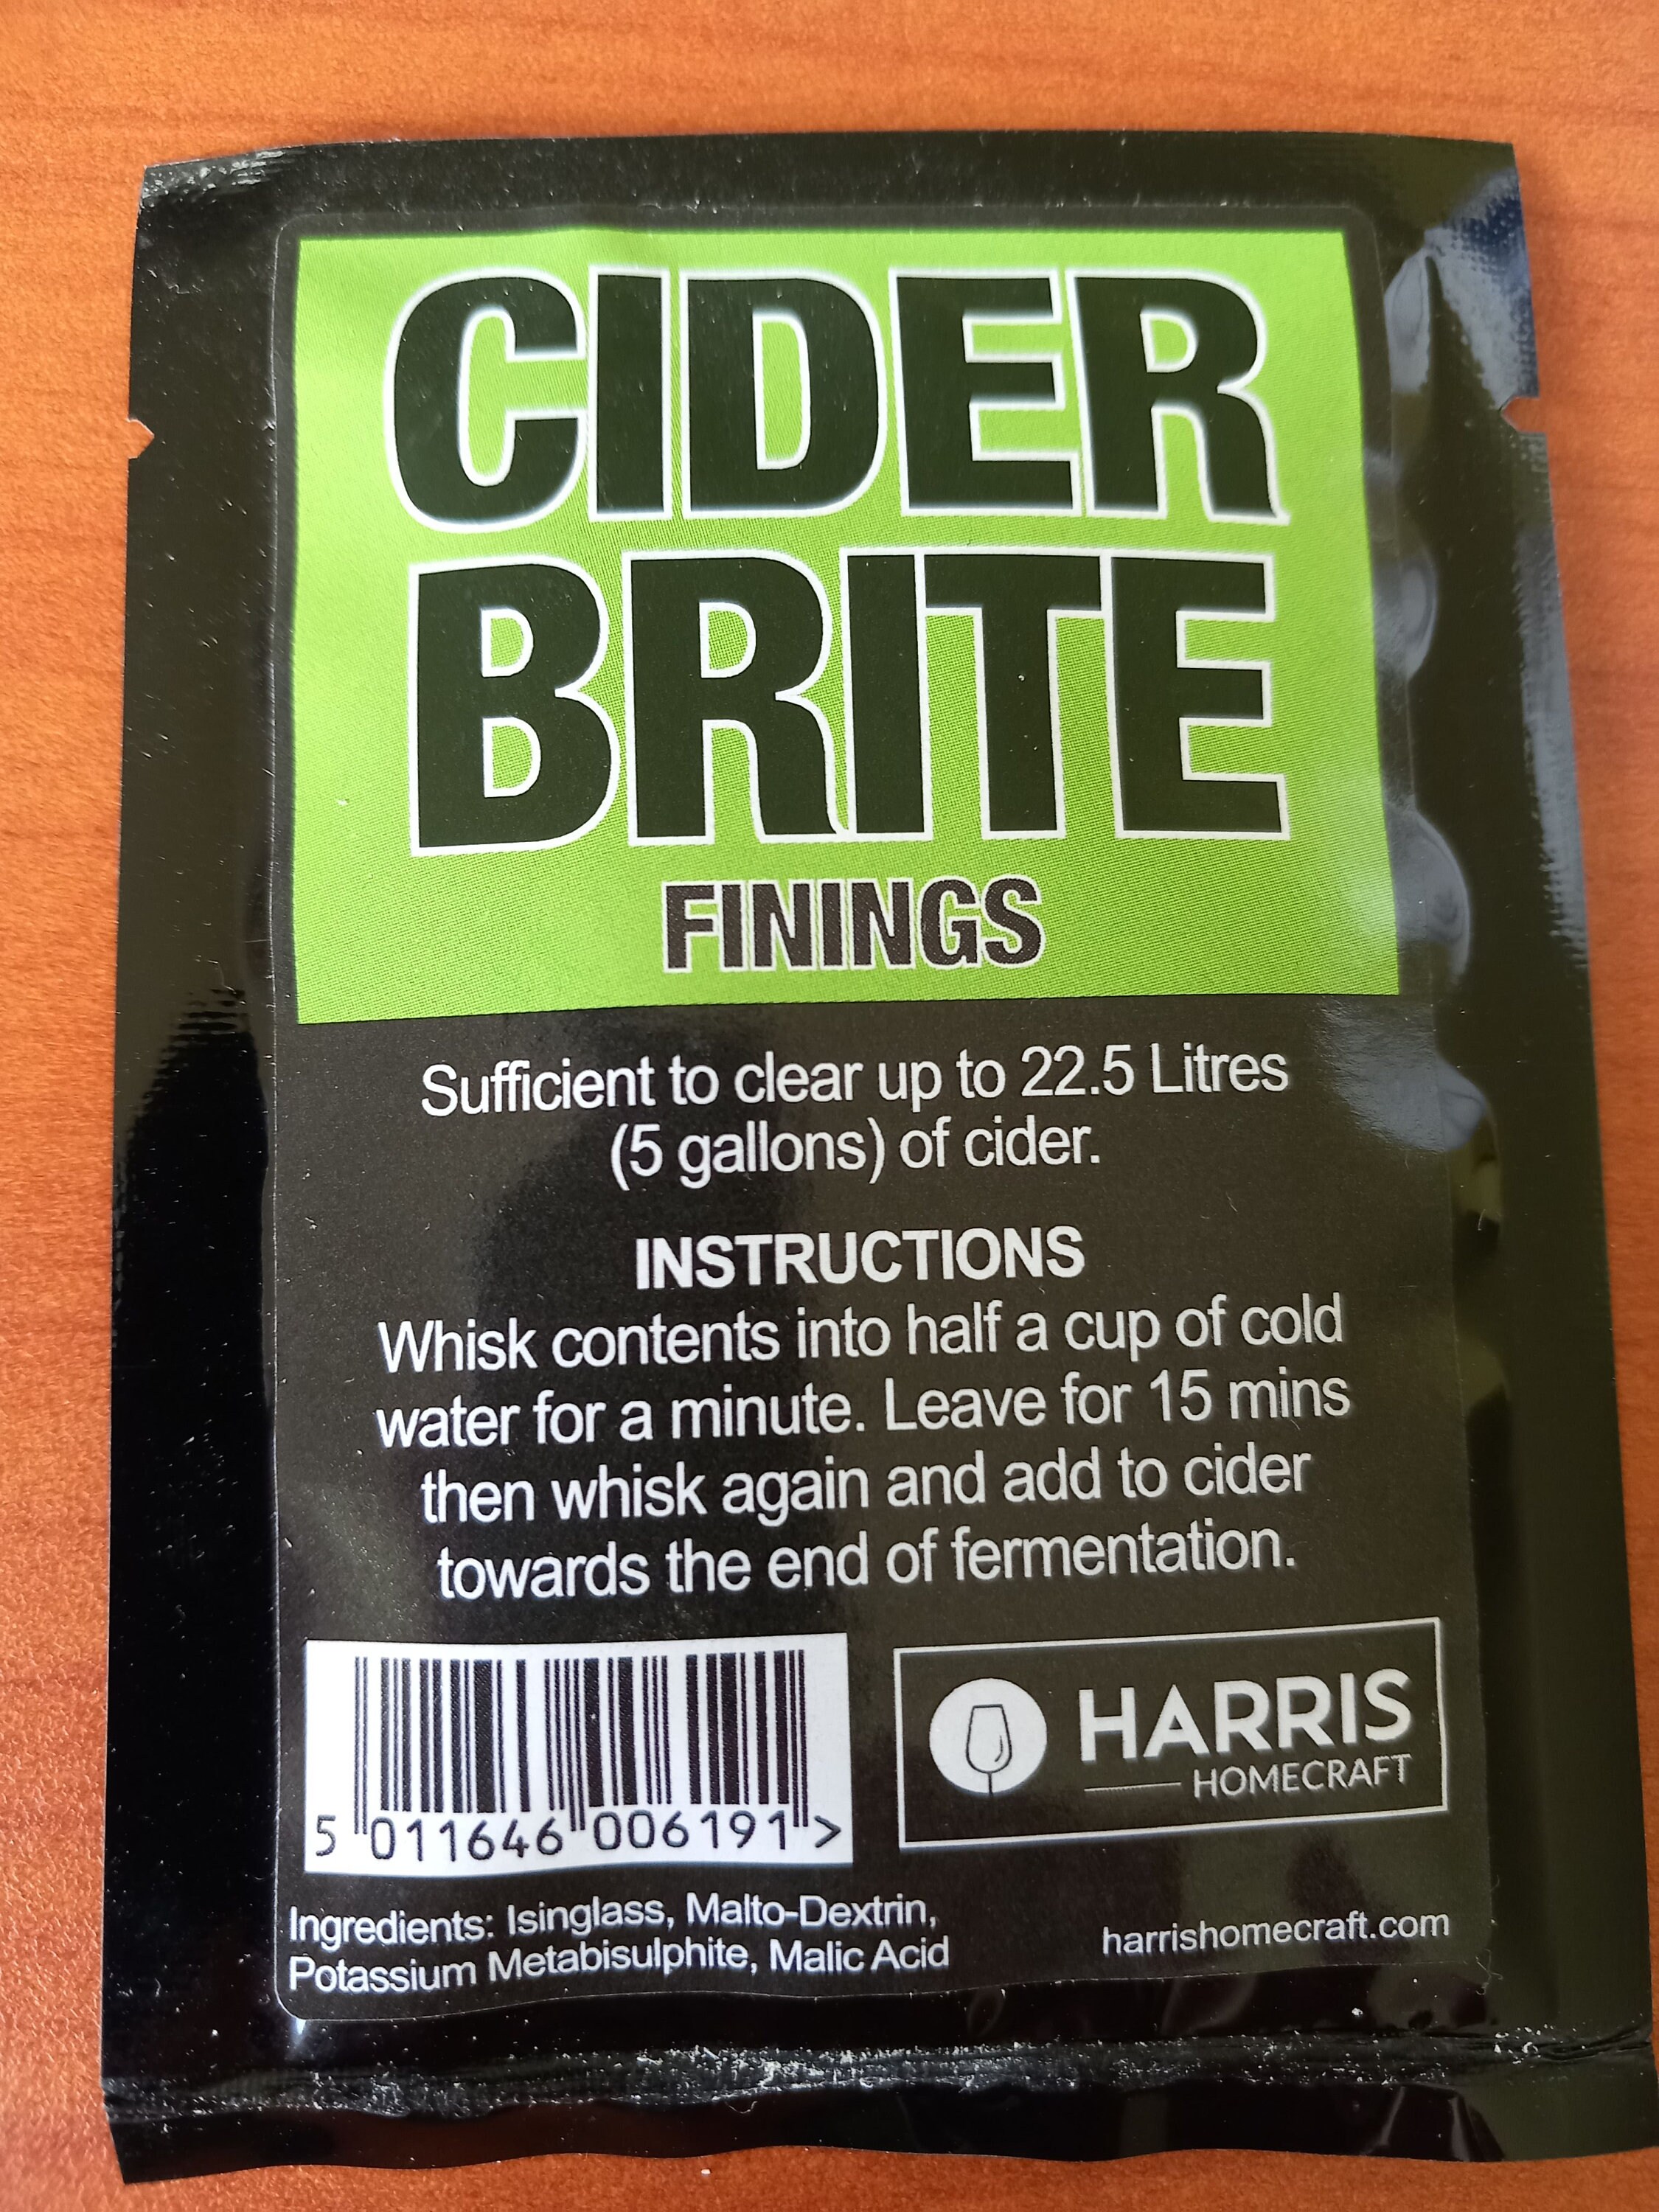 CIDER
BRITE
FININGS
Sufficient to clear up to 22.5 Litres
(5 gallons) of cider.
INSTRUCTIONS
Whisk contents into half a cup of cold
water for a minute. Leave for 15 mins
then whisk again and add to cider
towards the end of fermentation.
5 011646 006191 >
HARRIS
HOMECRAFT
Ingredients: Isinglass, Malto-Dextrin,
Potassium Metabisulphite, Malic Acid
harrishomecraft.com